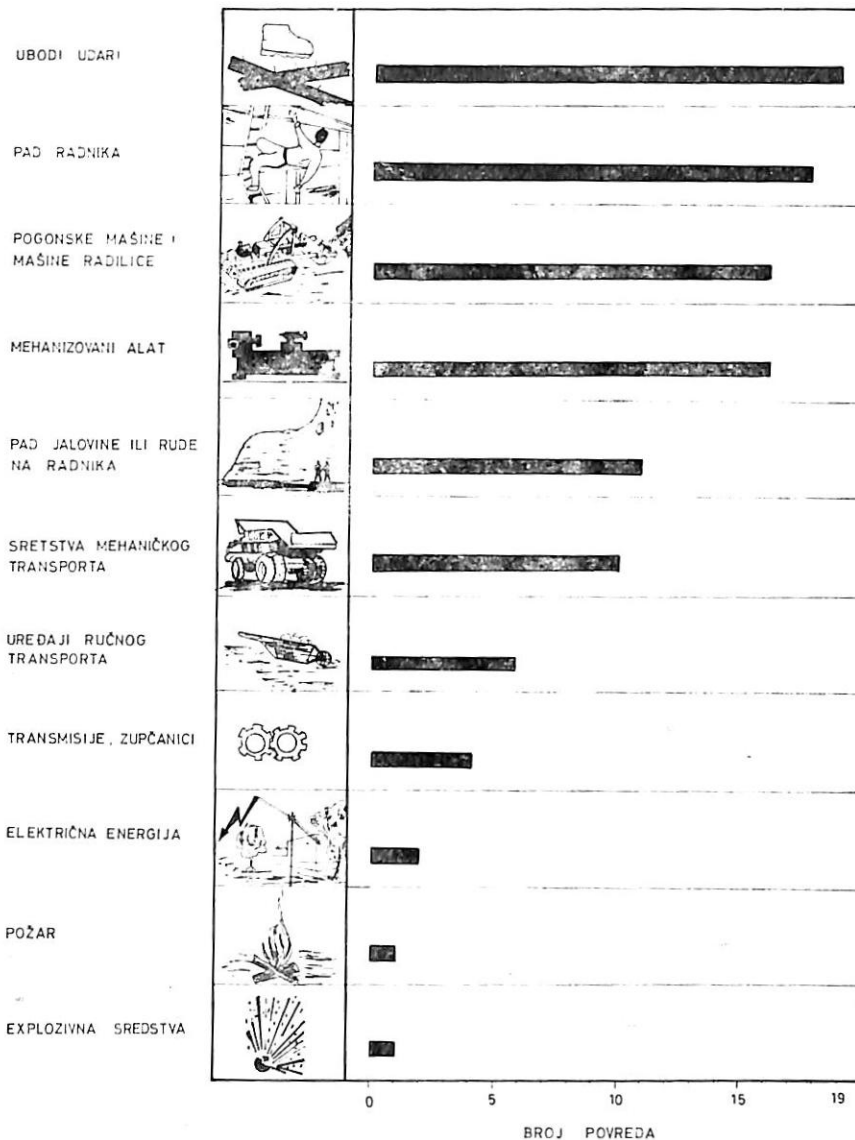 UBODI UDARI
PAD RADNIKA
POGONSKE MAŠINE I
MAŠINE RADILICE
MEHANIZOVANI ALAT
PAD JALOVINE ILI RUDE
NA RADNIKA
SRETSTVA MEHANIČKOG
TRANSPORTA
UREĐAJI RUČNOG
TRANSPORTA
TRANSMISIJE, ZUPČANICI
ELEKTRIČNA ENERGIJA
POŽAR
EXPLOZIVNA SREDSTVA
0 5 10 15 19
BROJ POVREDA